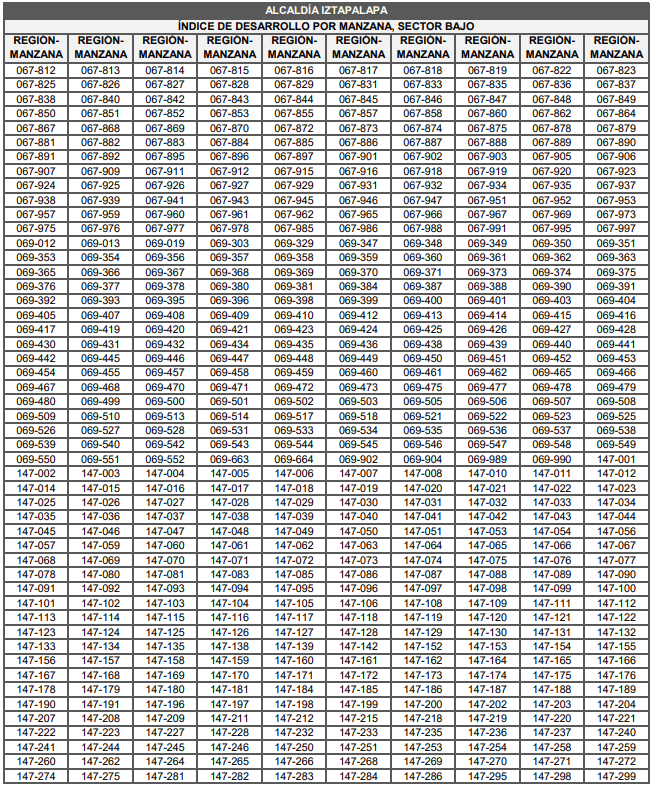 ALCALDÍA IZTAPALAPA
ÍNDICE DE DESARROLLO POR MANZANA, SECTOR BAJO
REGIÓN- REGIÓN- REGIÓN- REGIÓN- REGIÓN- REGIÓN- REGIÓN- REGIÓN- REGIÓN- REGIÓN-
MANZANA MANZANA MANZANA MANZANA MANZANA MANZANA MANZANA MANZANA MANZANA MANZANA
067-812 067-813 067-814 067-815 067-816 067-817 067-818 067-819 067-822 067-823
067-825 067-826 067-827 067-828 067-829 067-831 067-833 067-835 067-836 067-837
067-838 067-840 067-842 067-843 067-844 067-845 067-846 067-847 067-848 067-849
067-850 067-851 067-852 067-853 067-855 067-857 067-858 067-860 067-862 067-864
067-867 067-868 067-869 067-870 067-872 067-873 067-874 067-875 067-878 067-879
067-881 067-882 067-883 067-884 067-885 067-886 067-887 067-888 067-889 067-890
067-891 067-892 067-895 067-896 067-897 067-901 067-902 067-903 067-905 067-906
067-907 067-909 067-911 067-912 067-915 067-916 067-918 067-919 067-920 067-923
067-924 067-925 067-926 067-927 067-929 067-931 067-932 067-934 067-935 067-937
067-938 067-939 067-941 067-943 067-945 067-946 067-947 067-951 067-952 067-953
067-957 067-959 067-960 067-961 067-962 067-965 067-966 067-967 067-969 067-973
067-975 067-976 067-977 067-978 067-985 067-986 067-988 067-991 067-995 067-997
069-012 069-013 069-019 069-303 069-329 069-347 069-348 069-349 069-350 069-351
069-353 069-354 069-356 069-357 069-358 069-359 069-360 069-361 069-362 069-363
069-365 069-366 069-367 069-368 069-369 069-370 069-371 069-373 069-374 069-375
069-376 069-377 069-378 069-380 069-381 069-384 069-387 069-388 069-390 069-391
069-392 069-393 069-395 069-396 069-398 069-399 069-400 069-401 069-403 069-404
069-405 069-407 069-408 069-409 069-410 069-412 069-413 069-414 069-415 069-416
069-417 069-419 069-420 069-421 069-423 069-424 069-425 069-426 069-427 069-428
069-430 069-431 069-432 069-434 069-435 069-436 069-438 069-439 069-440 069-441
069-442 069-445 069-446 069-447 069-448 069-449 069-450 069-451 069-452 069-453
069-454 069-455 069-457 069-458 069-459 069-460 069-461 069-462 069-465 069-466
069-467 069-468 069-470 069-471 069-472 069-473 069-475 069-477 069-478 069-479
069-480 069-499 069-500 069-501 069-502 069-503 069-505 069-506 069-507 069-508
069-509 069-510 069-513 069-514 069-517 069-518 069-521 069-522 069-523 069-525
069-526 069-527 069-528 069-531 069-533 069-534 069-535 069-536 069-537 069-538
069-539 069-540 069-542 069-543 069-544 069-545 069-546 069-547 069-548 069-549
069-550 069-551 069-552 069-663 069-664 069-902 069-904 069-989 069-990 147-001
147-002 147-003 147-004 147-005 147-006 147-007 147-008 147-010 147-011 147-012
147-014 147-015 147-016 147-017 147-018 147-019 147-020 147-021 147-022 147-023
147-025 147-026 147-027 147-028 147-029 147-030 147-031 147-032 147-033 147-034
147-035 147-036 147-037 147-038 147-039 147-040 147-041 147-042 147-043 147-044
147-045 147-046 147-047 147-048 147-049 147-050 147-051 147-053 147-054 147-056
147-057 147-059 147-060 147-061 147-062 147-063 147-064 147-065 147-066 147-067
147-068 147-069 147-070 147-071 147-072 147-073 147-074 147-075 147-076 147-077
147-078 147-080 147-081 147-083 147-085 147-086 147-087 147-088 147-089 147-090
147-091 147-092 147-093 147-094 147-095 147-096 147-097 147-098 147-099 147-100
147-101 147-102 147-103 147-104 147-105 147-106 147-108 147-109 147-111 147-112
147-113 147-114 147-115 147-116 147-117 147-118 147-119 147-120 147-121 147-122
147-123 147-124 147-125 147-126 147-127 147-128 147-129 147-130 147-131 147-132
147-133 147-134 147-135 147-138 147-139 147-142 147-152 147-153 147-154 147-155
147-156 147-157 147-158 147-159 147-160 147-161 147-162 147-164 147-165 147-166
147-167 147-168 147-169 147-170 147-171 147-172 147-173 147-174 147-175 147-176
147-178 147-179 147-180 147-181 147-184 147-185 147-186 147-187 147-188 147-189
147-190 147-191 147-196 147-197 147-198 147-199 147-200 147-202 147-203 147-204
147-207 147-208 147-209 147-211 147-212 147-215 147-218 147-219 147-220 147-221
147-222 147-223 147-227 147-228 147-232 147-233 147-235 147-236 147-237 147-240
147-241 147-244 147-245 147-246 147-250 147-251 147-253 147-254 147-258 147-259
147-260 147-262 147-264 147-265 147-266 147-268 147-269 147-270 147-271 147-272
147-274 147-275 147-281 147-282 147-283 147-284 147-286 147-295 147-298 147-299